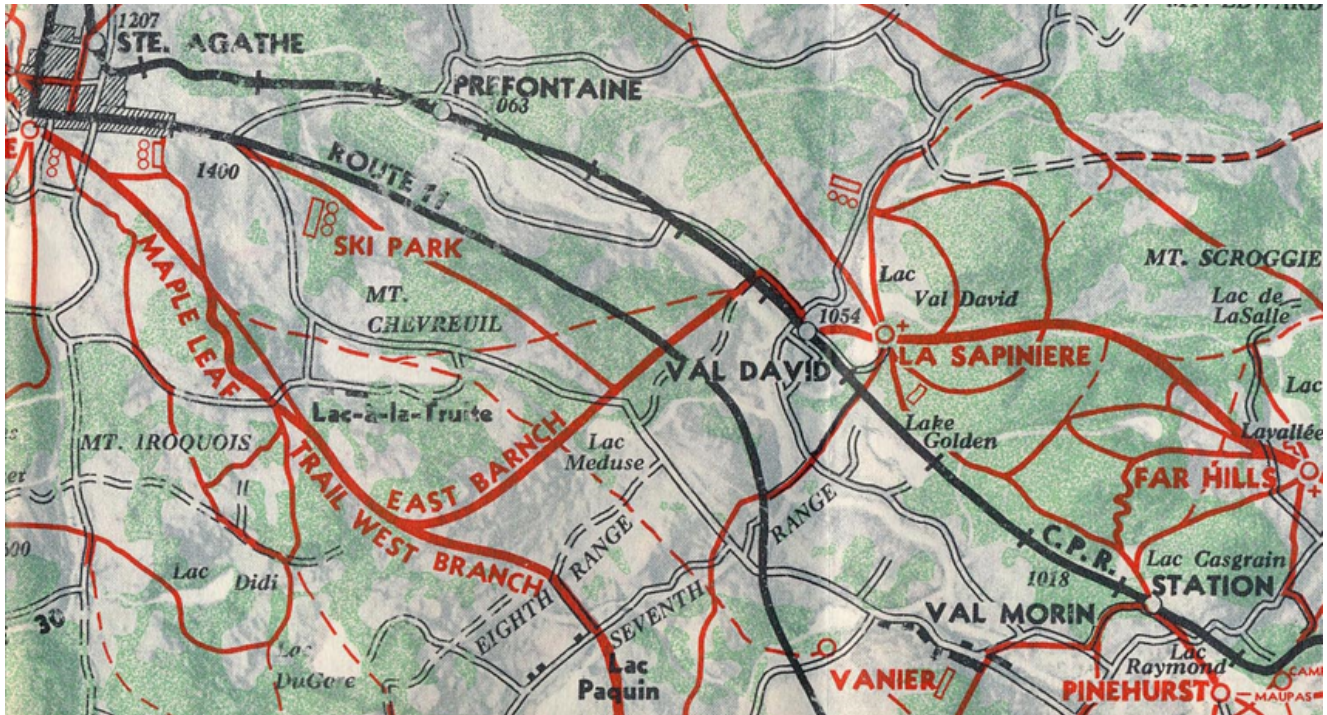 1207
STE. AGATHE
PREFONTAINE
063
ROUTE 11
1400
SKI PARK
MT.
CHEVREUIL
MAPLE LEAF
TRAIL WEST BRANCH
EAST BARNCH
Lac-a-la-Truite
MT. IROQUOIS
Lac
Meduse
EIGHTH RANGE
SEVENTH RANGE
Lac Didi
Lac
DuGore
30
Lac
Paquin
Lac
Val David
1054
LA SAPINIERE
VAL DAVID
Lake
Golden
MT. SCROGGIE
Lac de
LaSalle
Lac
Lavallée
FAR HILLS
C.P.R.
1018
Lac Casgrain
STATION
VAL MORIN
Lac
Raymond
VANIER
PINEHURST
MAUPAS